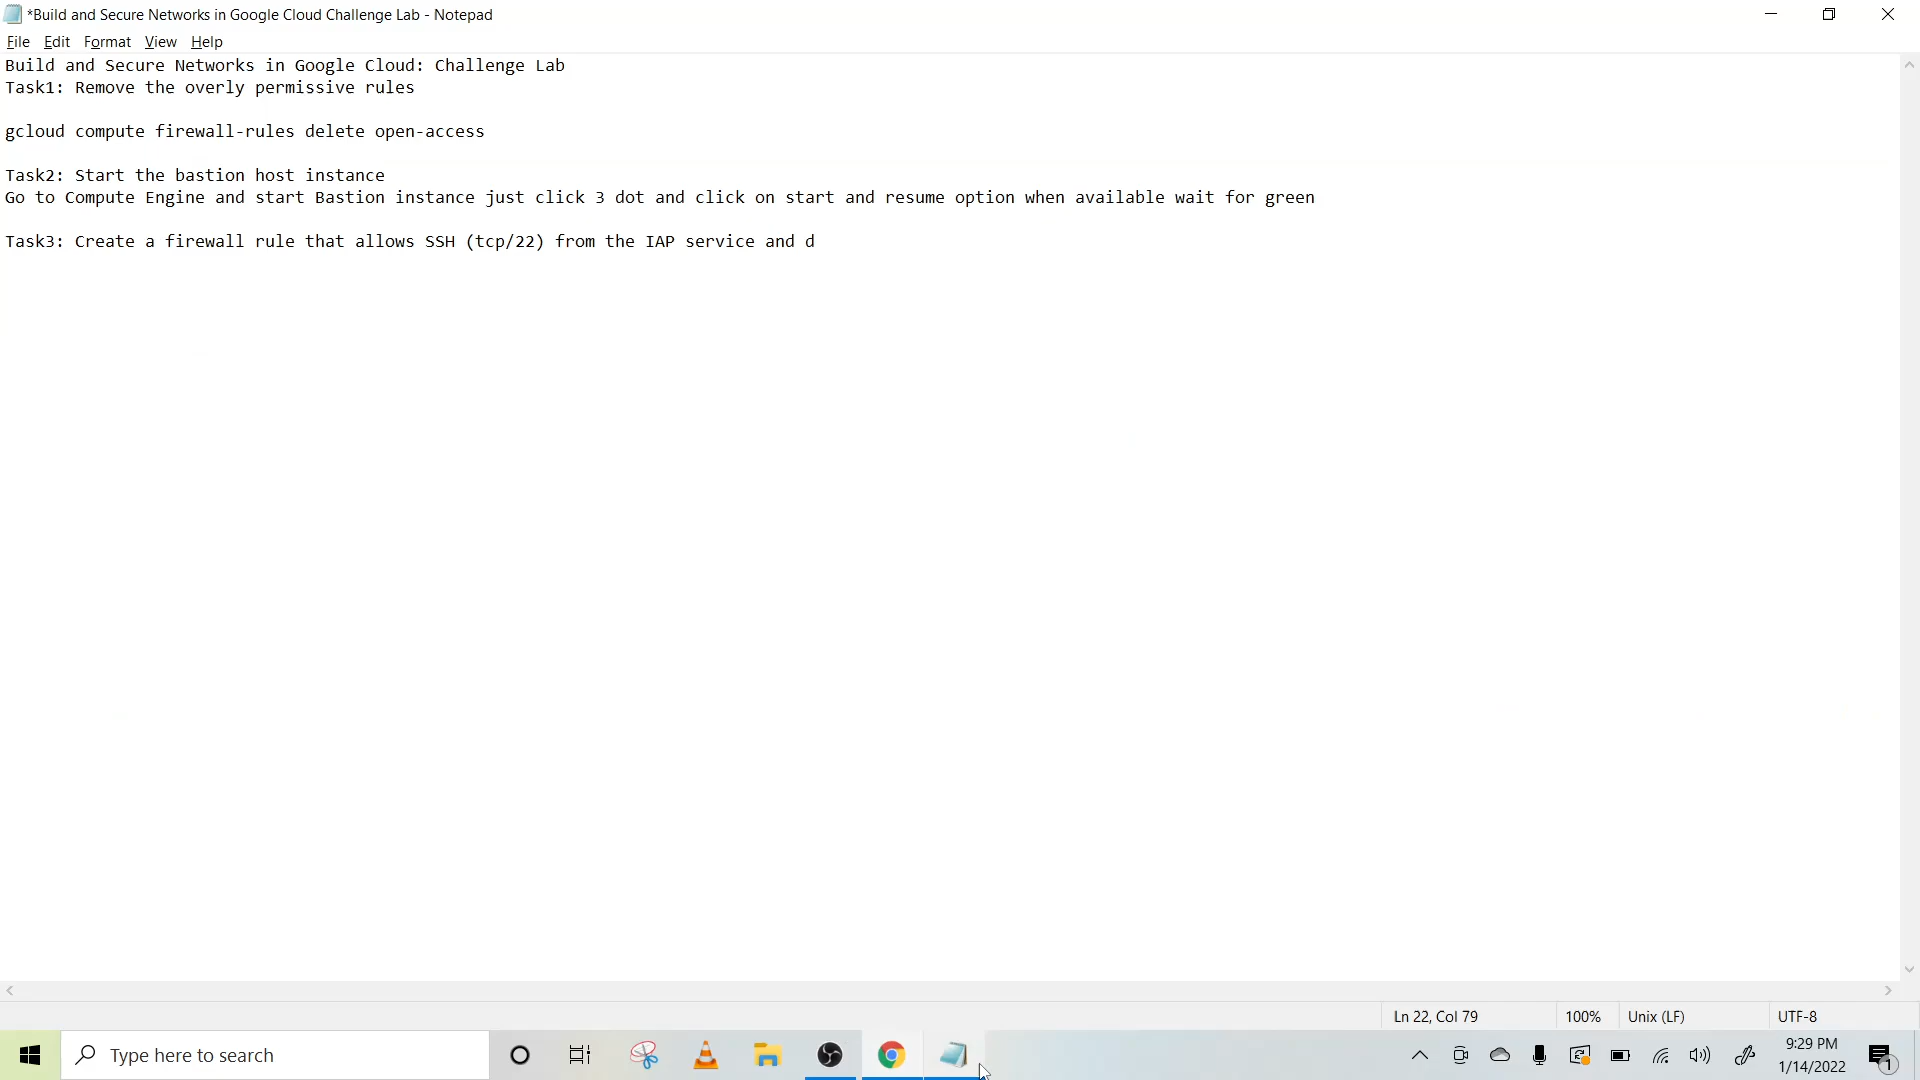 *Build and Secure Networks in Google Cloud Challenge Lab - Notepad
File Edit Format View Help
Build and Secure Networks in Google Cloud: Challenge Lab
Task1: Remove the overly permissive rules
gcloud compute firewall-rules delete open-access
Task2: Start the bastion host instance
Go to Compute Engine and start Bastion instance just click 3 dot and click on start and resume option when available wait for green
Task3: Create a firewall rule that allows SSH (tcp/22) from the IAP service and d
Ln 22, Col 79 100% Unix (LF) UTF-8
Type here to search
9:29 PM
1/14/2022
1